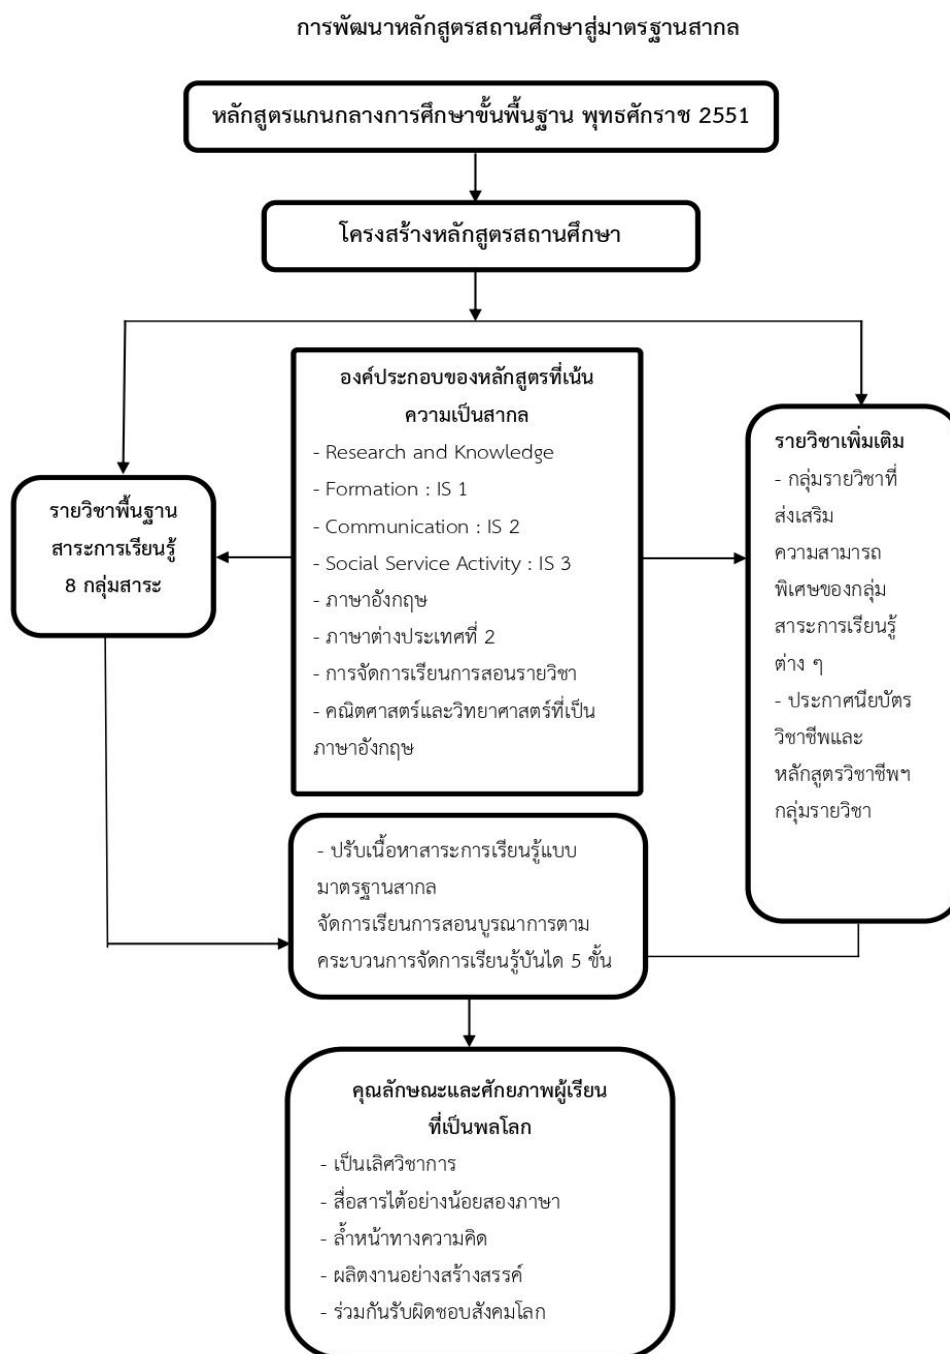 การพัฒนาหลักสูตรสถานศึกษาสู่มาตรฐานสากล
หลักสูตรแกนกลางการศึกษาขั้นพื้นฐาน พุทธศักราช 2551
โครงสร้างหลักสูตรสถานศึกษา
องค์ประกอบของหลักสูตรที่เน้น
ความเป็นสากล
- Research and Knowledge
- Formation : IS 1
- Communication : IS 2
- Social Service Activity : IS 3
- ภาษาอังกฤษ
- ภาษาต่างประเทศที่ 2
- การจัดการเรียนการสอนรายวิชา
- คณิตศาสตร์และวิทยาศาสตร์ที่เป็น
ภาษาอังกฤษ
รายวิชาพื้นฐาน
สาระการเรียนรู้
8 กลุ่มสาระ
รายวิชาเพิ่มเติม
- กลุ่มรายวิชาที่
ส่งเสริม
ความสามารถ
พิเศษของกลุ่ม
สาระการเรียนรู้
ต่าง ๆ
- ประกาศนียบัตร
วิชาชีพและ
หลักสูตรวิชาชีพฯ
กลุ่มรายวิชา
- ปรับเนื้อหาสาระการเรียนรู้แบบ
มาตรฐานสากล
จัดการเรียนการสอนบูรณาการตาม
คระบวนการจัดการเรียนรู้บันได 5 ขั้น
คุณลักษณะและศักยภาพผู้เรียน
ที่เป็นพลโลก
- เป็นเลิศวิชาการ
- สื่อสารได้อย่างน้อยสองภาษา
- ล้ำหน้าทางความคิด
- ผลิตงานอย่างสร้างสรรค์
- ร่วมกันรับผิดชอบสังคมโลก